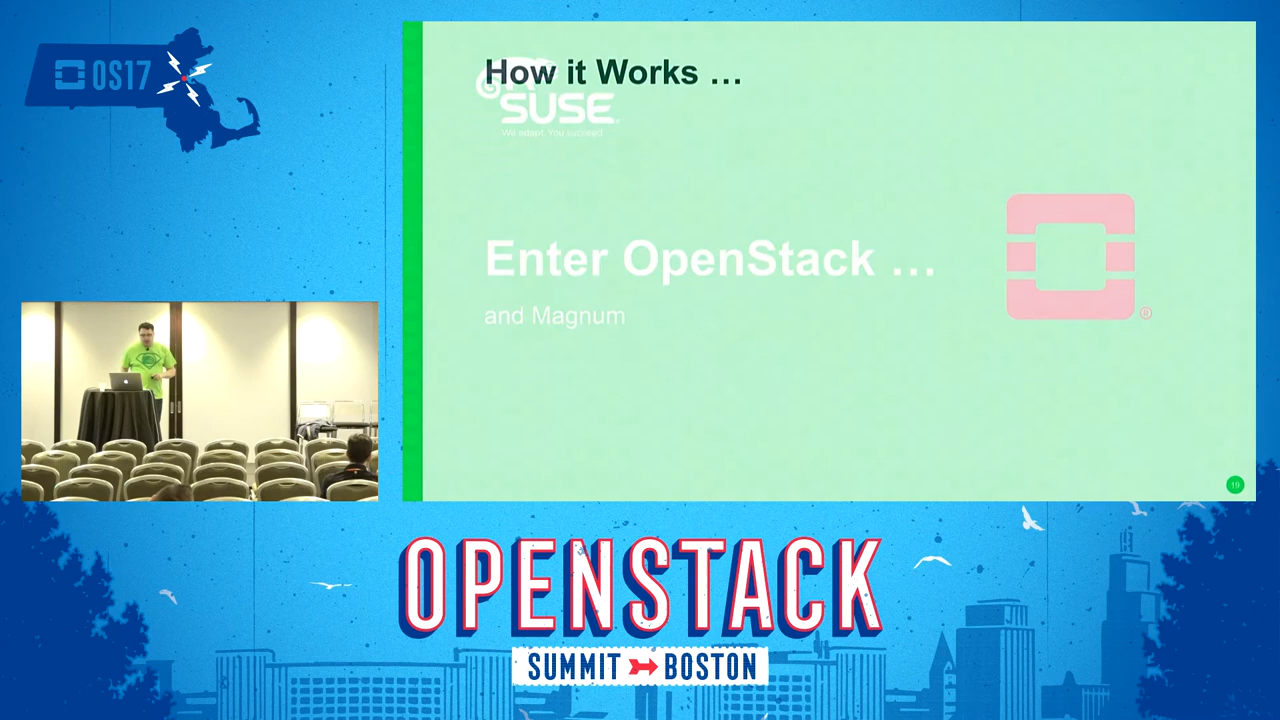 OS17
How it Works …
SUSE
We adapt. You succeed
Enter OpenStack …
and Magnum
®
19
OPENSTACK
SUMMIT BOSTON